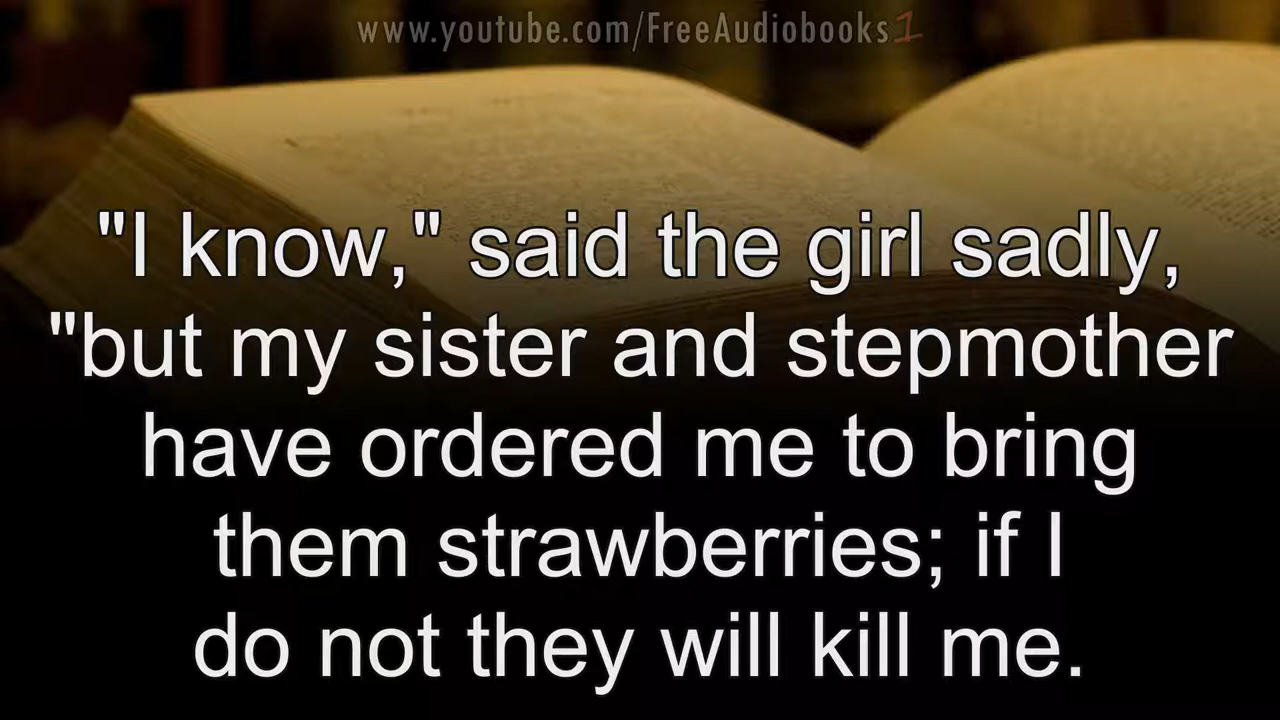 www.youtube.com/FreeAudiobooks1
"I know," said the girl sadly,
"but my sister and stepmother
have ordered me to bring
them strawberries; if I
do not they will kill me.